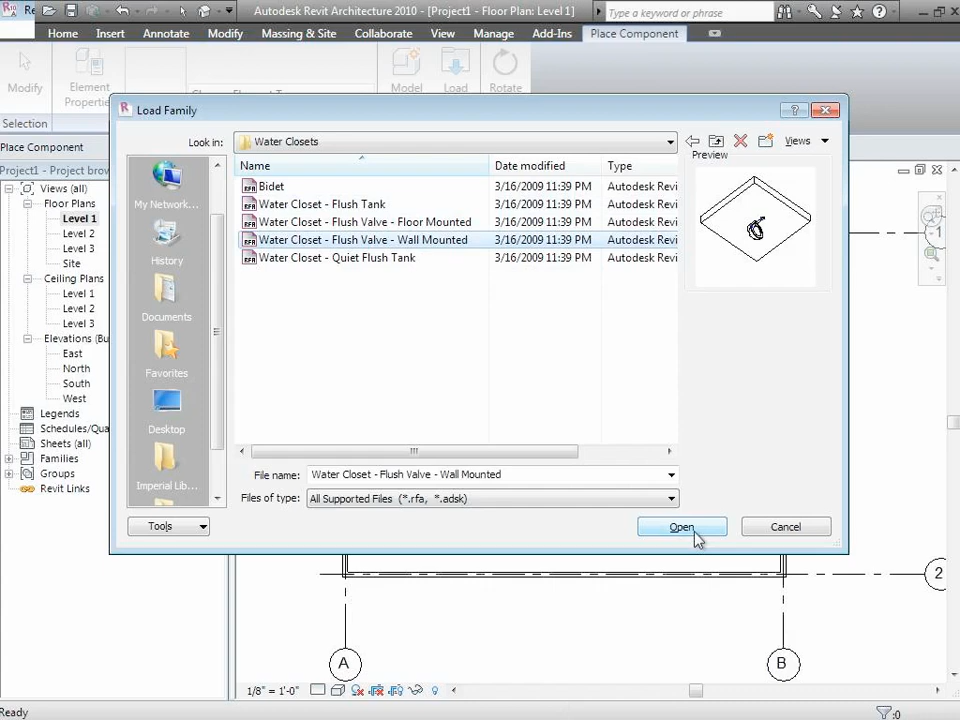 Autodesk Revit Architecture 2010 - [Project1 - Floor Plan: Level 1]
Type a keyword or phrase
Home Insert Annotate Modify Massing & Site Collaborate View Manage Add-Ins Place Component
Modify
Element
Properties
Model
Load
Rotate
Selection
Place Component
Load Family
Look in: Water Closets
Views
Name Date modified Type
Preview
Bidet 3/16/2009 11:39 PM Autodesk Revi
Water Closet - Flush Tank 3/16/2009 11:39 PM Autodesk Revi
Water Closet - Flush Valve - Floor Mounted 3/16/2009 11:39 PM Autodesk Revi
Water Closet - Flush Valve - Wall Mounted 3/16/2009 11:39 PM Autodesk Revi
Water Closet - Quiet Flush Tank 3/16/2009 11:39 PM Autodesk Revi
My Network...
History
Documents
Favorites
Desktop
Imperial Lib...
File name: Water Closet - Flush Valve - Wall Mounted
Files of type: All Supported Files (*.rfa, *.adsk)
Tools
Open
Cancel
Project1 - Project brow
Views (all)
Floor Plans
Level 1
Level 2
Level 3
Site
Ceiling Plans
Level 1
Level 2
Level 3
Elevations (Bu
East
North
South
West
Legends
Schedules/Qua
Sheets (all)
Families
Groups
Revit Links
1
2
A
B
1/8" = 1'-0"
Ready
:0